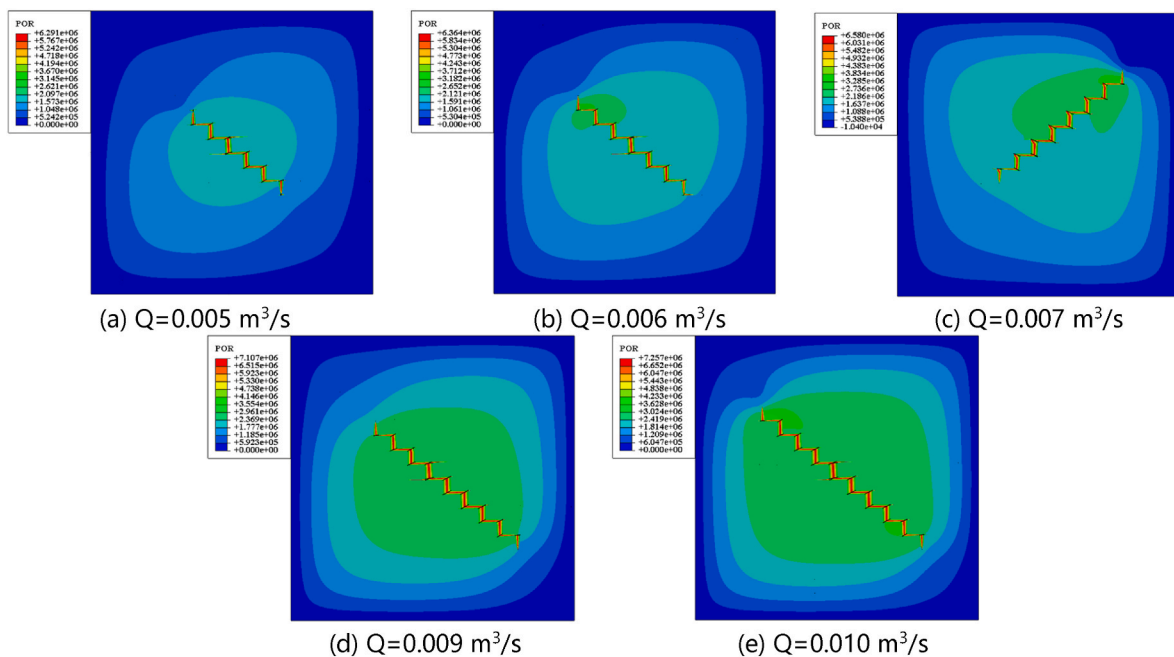 POR
+6.291e+06
+5.767e+06
+5.242e+06
+4.718e+06
+4.194e+06
+3.670e+06
+3.145e+06
+2.621e+06
+2.097e+06
+1.573e+06
+1.048e+06
+5.242e+05
+0.000e+00
(a) Q=0.005 m³/s
POR
+6.364e+06
+5.834e+06
+5.304e+06
+4.773e+06
+4.243e+06
+3.712e+06
+3.182e+06
+2.652e+06
+2.121e+06
+1.591e+06
+1.061e+06
+5.304e+05
+0.000e+00
(b) Q=0.006 m³/s
POR
+6.580e+06
+6.031e+06
+5.482e+06
+4.932e+06
+4.383e+06
+3.834e+06
+3.285e+06
+2.736e+06
+2.186e+06
+1.637e+06
+1.088e+06
+5.388e+05
-1.040e+04
(c) Q=0.007 m³/s
POR
+7.107e+06
+6.515e+06
+5.923e+06
+5.330e+06
+4.738e+06
+4.146e+06
+3.554e+06
+2.961e+06
+2.369e+06
+1.777e+06
+1.185e+06
+5.923e+05
+0.000e+00
(d) Q=0.009 m³/s
POR
+7.257e+06
+6.652e+06
+6.047e+06
+5.443e+06
+4.838e+06
+4.233e+06
+3.628e+06
+3.024e+06
+2.419e+06
+1.814e+06
+1.209e+06
+6.047e+05
+0.000e+00
(e) Q=0.010 m³/s